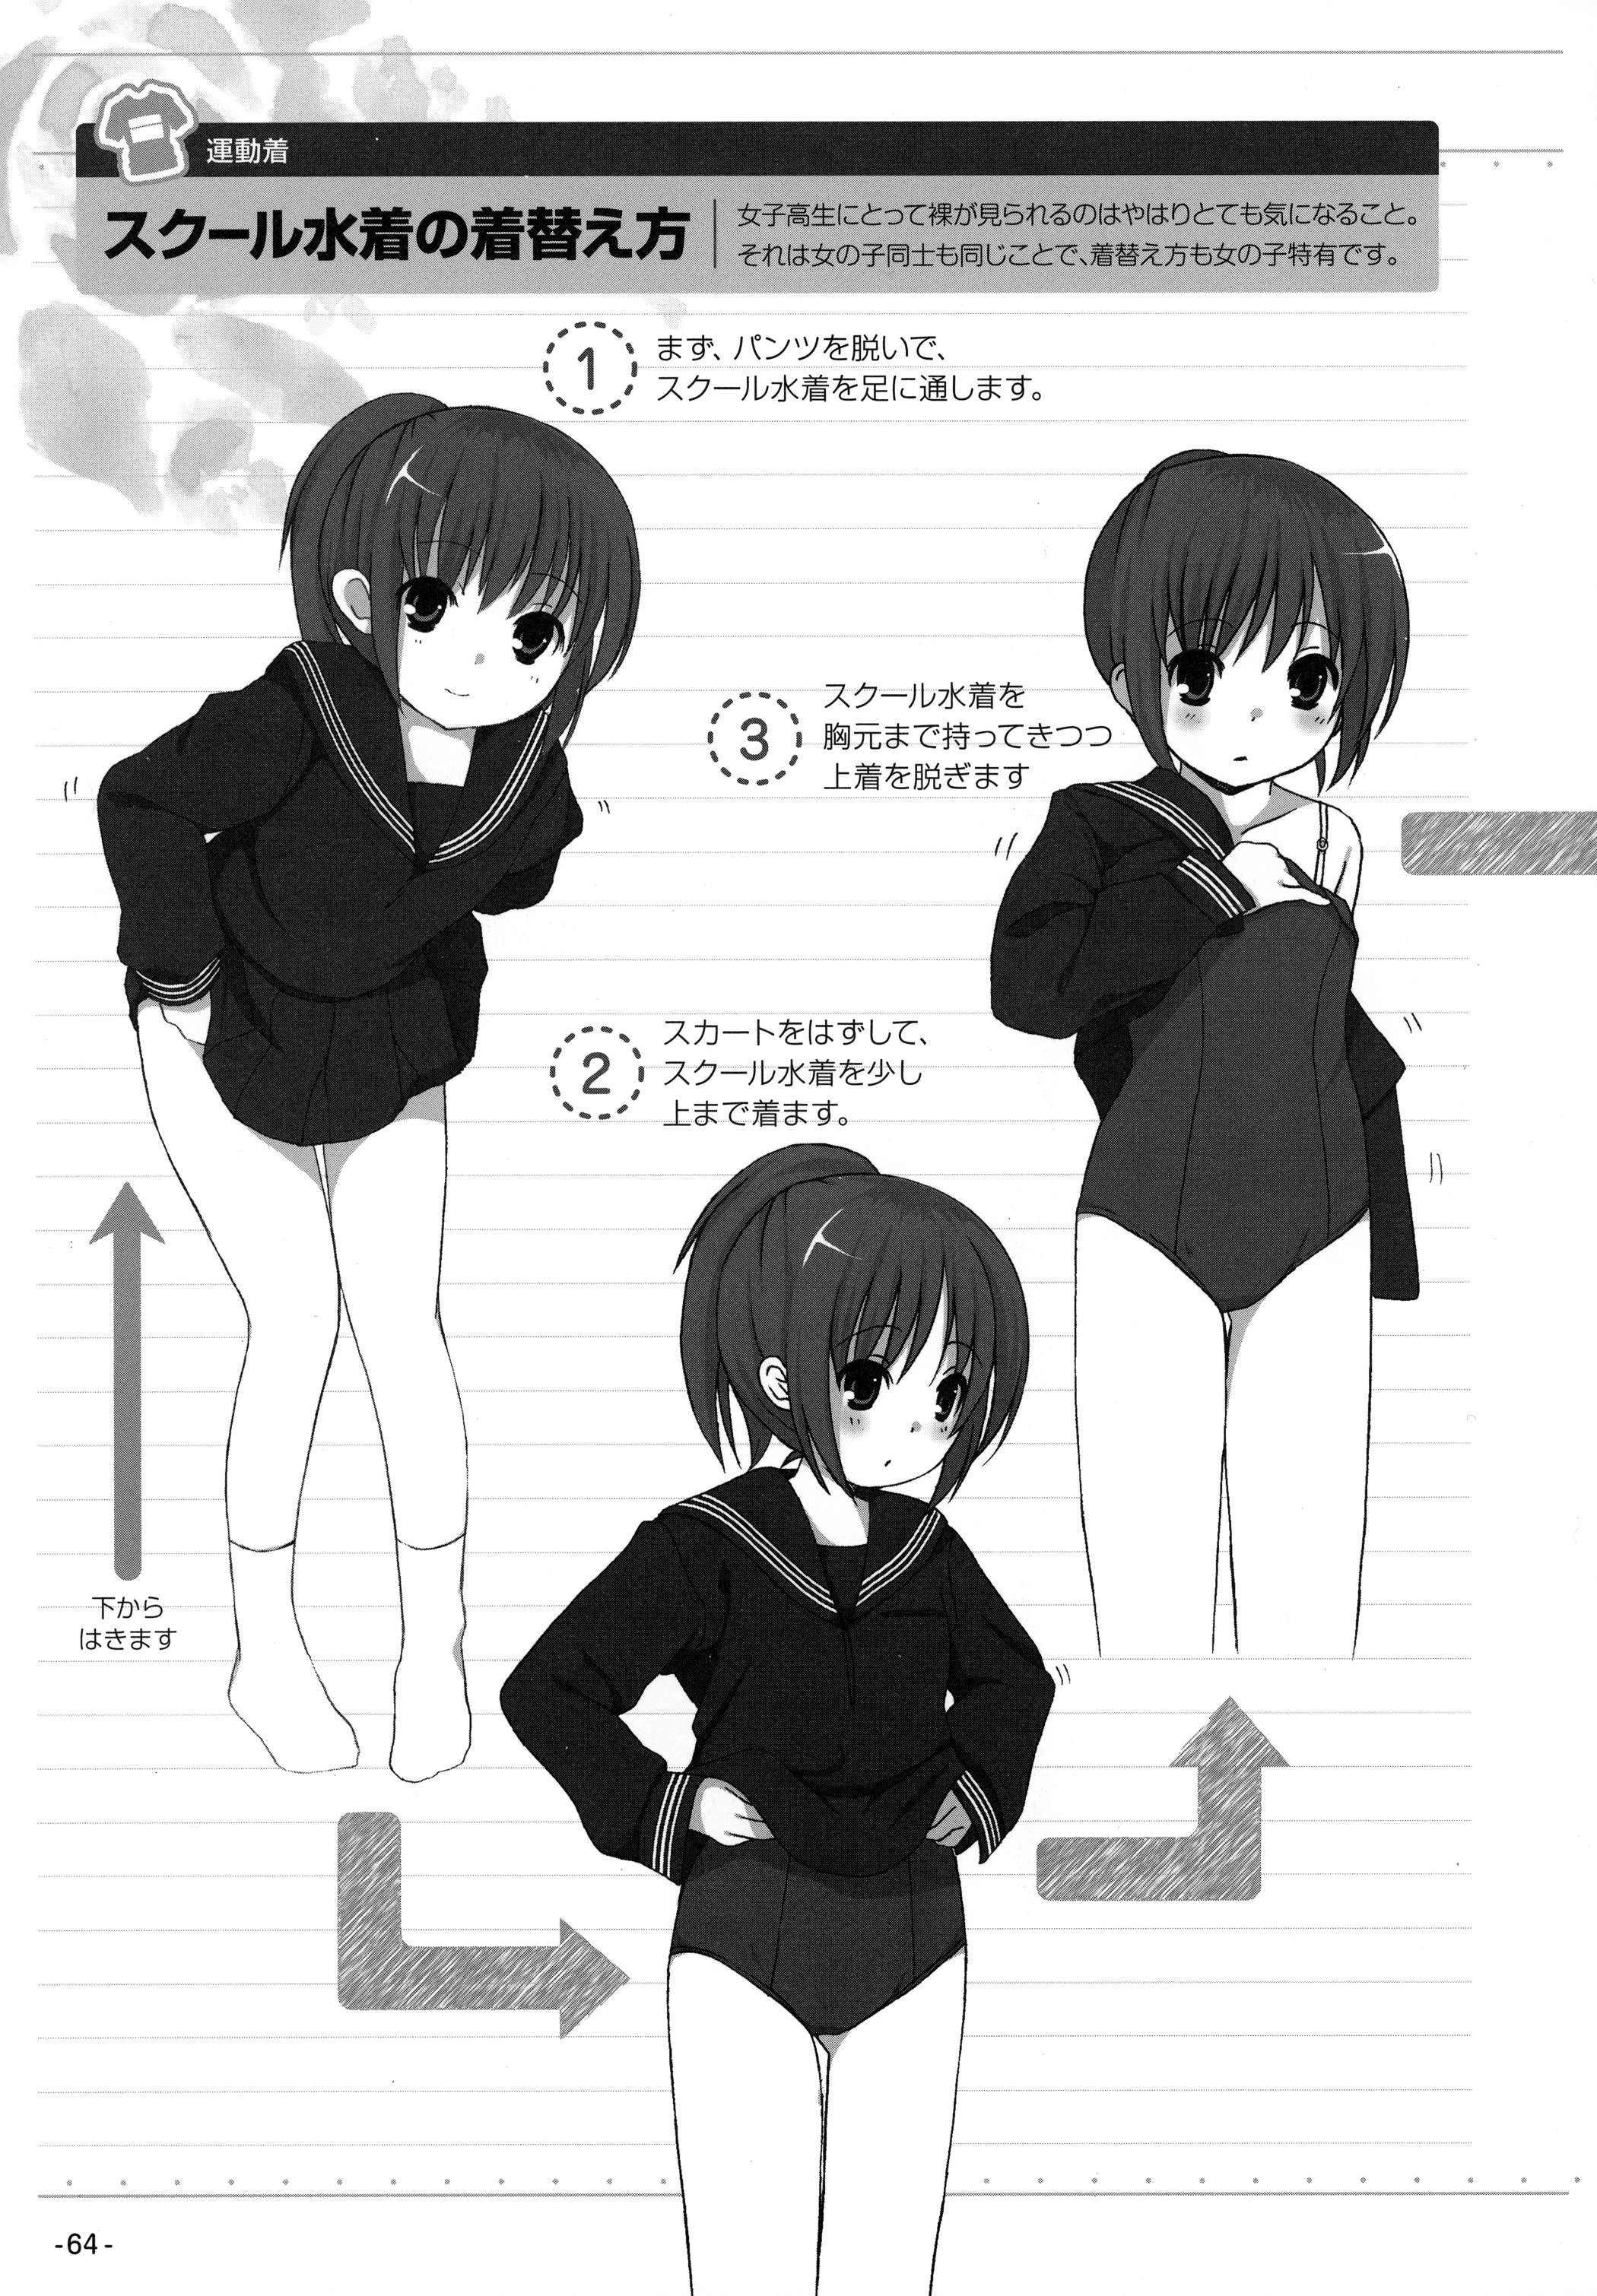 運動着
スクール水着の着替え方
女子高生にとって裸が見られるのはやはりとても気になること。
それは女の子同士も同じことで、着替え方も女の子特有です。
1
まず、パンツを脱いで、
スクール水着を足に通します。
3
スクール水着を
胸元まで持ってきつつ
上着を脱ぎます
2
スカートをはずして、
スクール水着を少し
上まで着ます。
下から
はきます
-64-